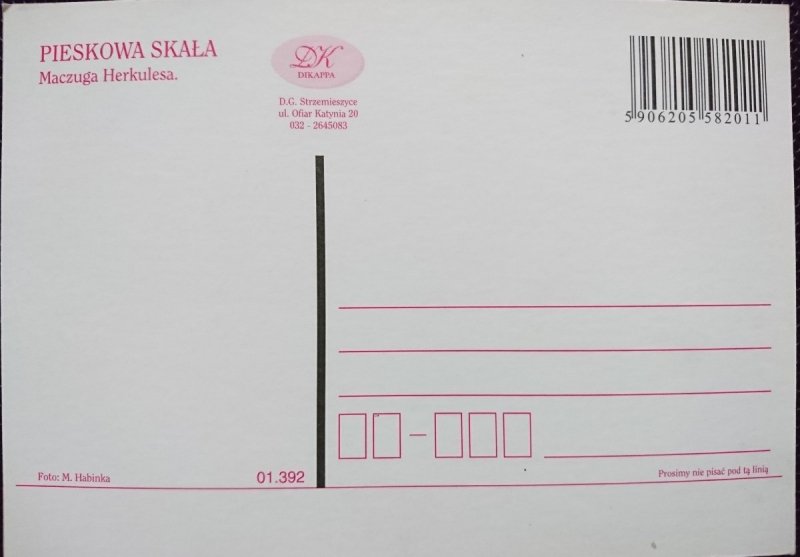 PIESKOWA SKAŁA
Maczuga Herkulesa.
DK
DIKAPPA
D.G. Strzemieszyce
ul. Ofiar Katynia 20
032 - 2645083
5 906205 582011
Foto: M. Habinka
01.392
Prosimy nie pisać pod tą linią